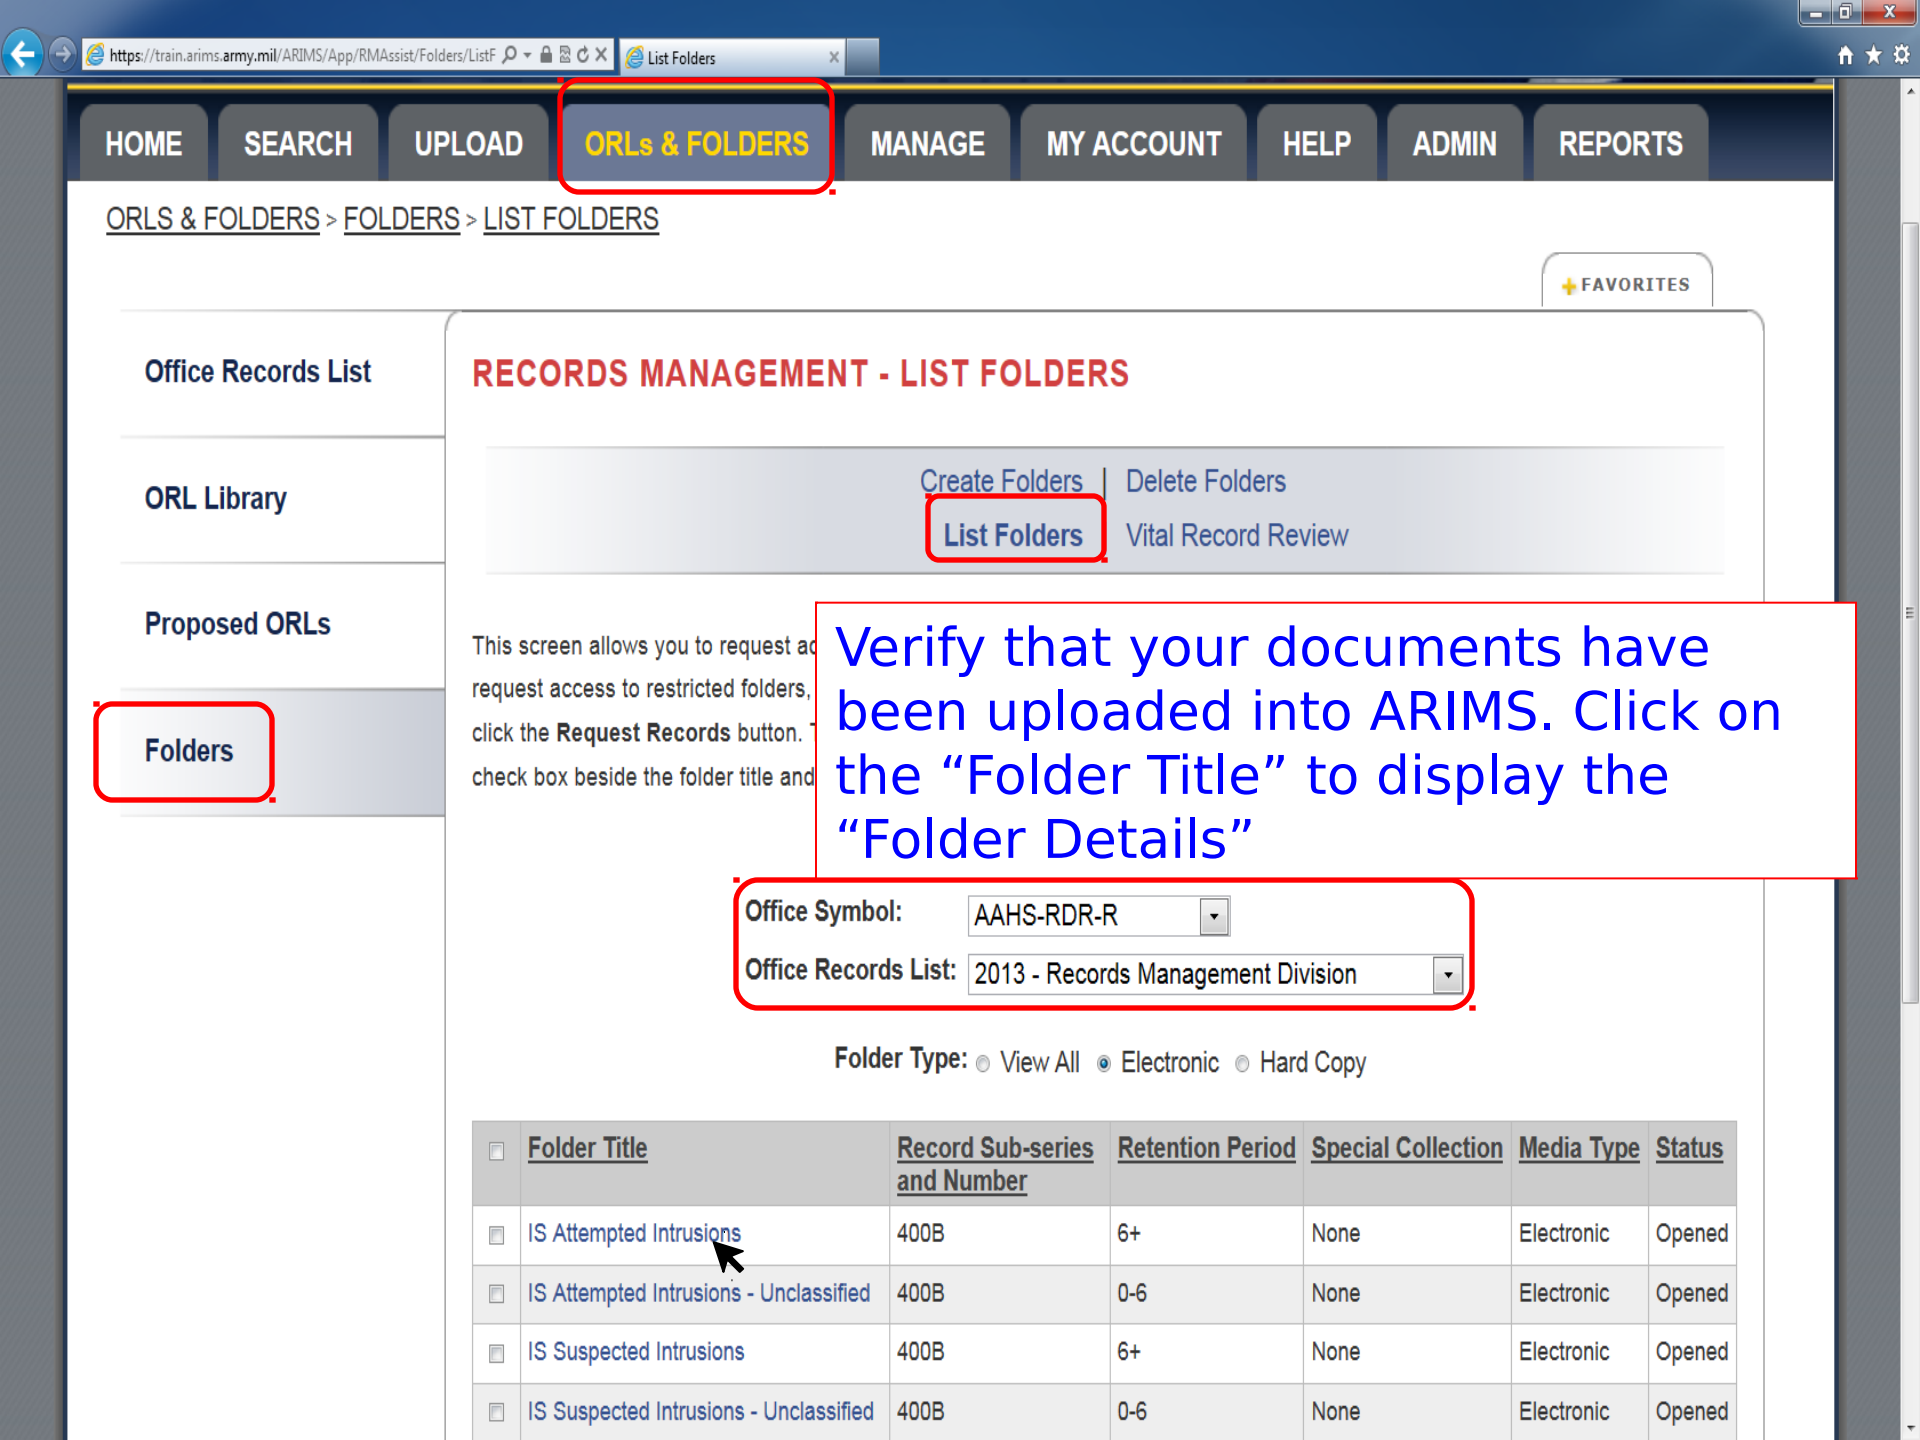 https://train.arims.army.mil/ARIMS/App/RMAssist/Folders/ListF
List Folders
HOME SEARCH UPLOAD ORLs & FOLDERS MANAGE MY ACCOUNT HELP ADMIN REPORTS
ORLS & FOLDERS > FOLDERS > LIST FOLDERS
+ FAVORITES
Office Records List
ORL Library
Proposed ORLs
Folders
RECORDS MANAGEMENT - LIST FOLDERS
Create Folders | Delete Folders
List Folders Vital Record Review
This screen allows you to request
request access to restricted folders,
click the Request Records button.
check box beside the folder title and
Verify that your documents have
been uploaded into ARIMS. Click on
the “Folder Title” to display the
“Folder Details”
Office Symbol: AAHS-RDR-R
Office Records List: 2013 - Records Management Division
Folder Type: View All Electronic Hard Copy
Folder Title Record Sub-series Retention Period Special Collection Media Type Status
and Number
IS Attempted Intrusions 400B 6+ None Electronic Opened
IS Attempted Intrusions - Unclassified 400B 0-6 None Electronic Opened
IS Suspected Intrusions 400B 6+ None Electronic Opened
IS Suspected Intrusions - Unclassified 400B 0-6 None Electronic Opened